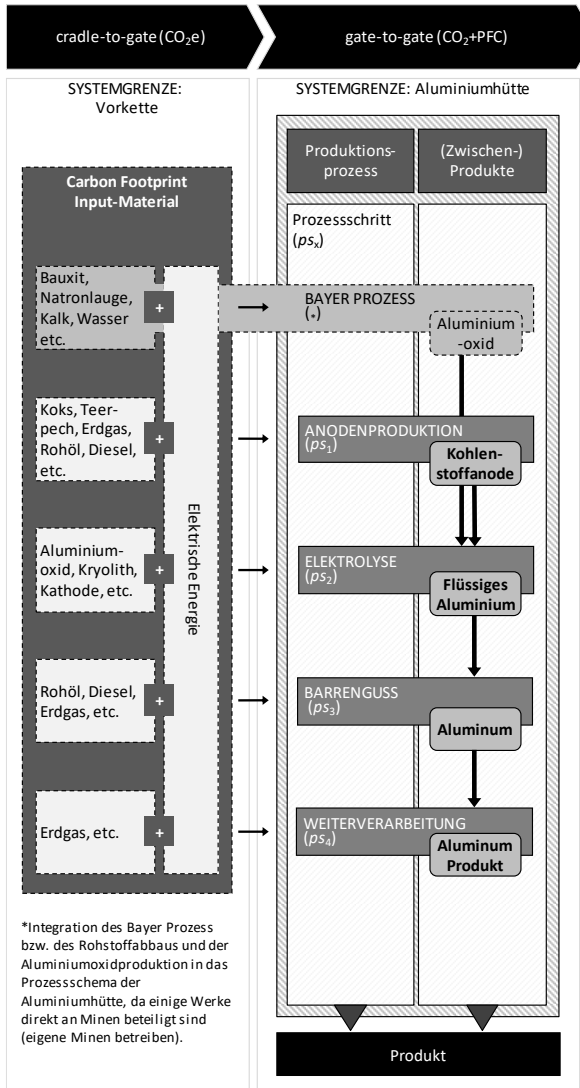 cradle-to-gate (CO₂e)
gate-to-gate (CO₂+PFC)
SYSTEMGRENZE:
Vorkette
SYSTEMGRENZE: Aluminiumhütte
Carbon Footprint
Input-Material
Produktions-
prozess
(Zwischen-)
Produkte
Prozessschritt
(psₓ)
Bauxit,
Natronlauge,
Kalk, Wasser
etc.
+
BAYER PROZESS
(*)
Aluminium
-oxid
Koks, Teer-
pech, Erdgas,
Rohöl, Diesel,
etc.
+
ANODENPRODUKTION
(ps₁)
Kohlen-
stoffanode
Elektrische Energie
Aluminium-
oxid, Kryolith,
Kathode, etc.
+
ELEKTROLYSE
(ps₂)
Flüssiges
Aluminium
Rohöl, Diesel,
Erdgas, etc.
+
BARRENGUSS
(ps₃)
Aluminum
Erdgas, etc.
+
WEITERVERARBEITUNG
(ps₄)
Aluminum
Produkt
*Integration des Bayer Prozess
bzw. des Rohstoffabbaus und der
Aluminiumoxidproduktion in das
Prozessschema der
Aluminiumhütte, da einige Werke
direkt an Minen beteiligt sind
(eigene Minen betreiben).
Produkt